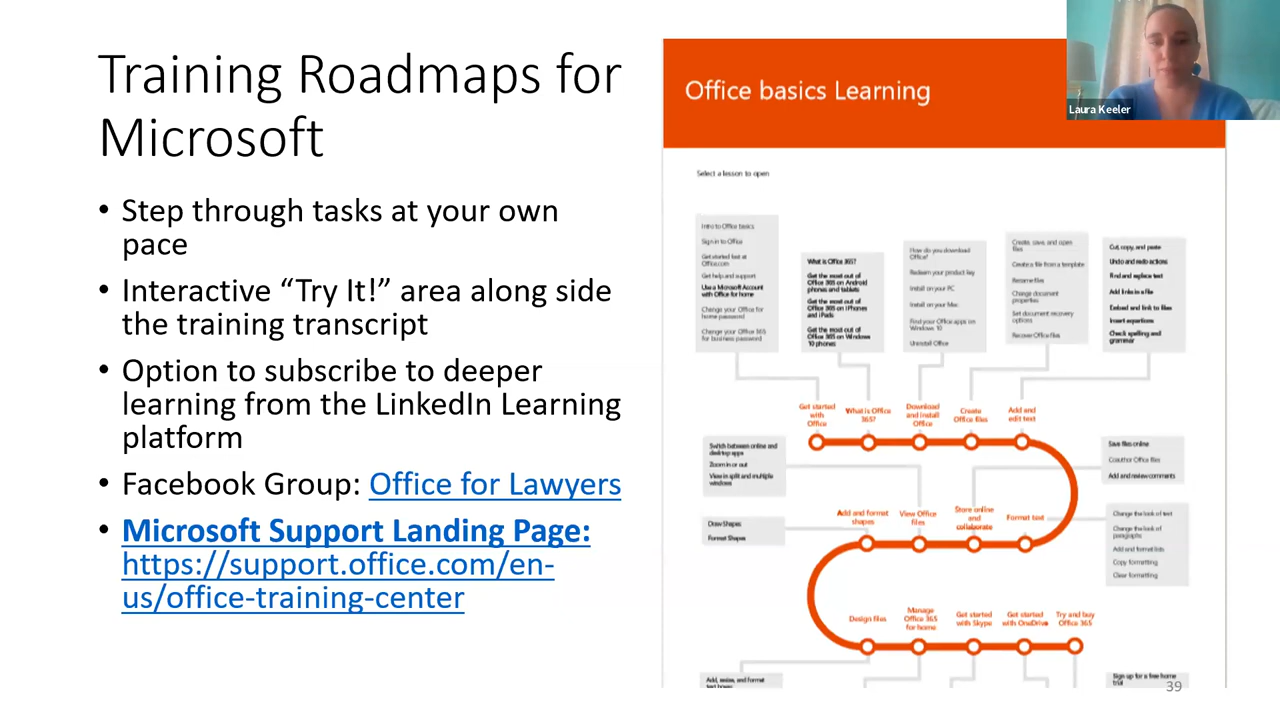 Training Roadmaps for
Microsoft
• Step through tasks at your own
pace
• Interactive “Try It!” area along side
the training transcript
• Option to subscribe to deeper
learning from the LinkedIn Learning
platform
• Facebook Group: Office for Lawyers
• Microsoft Support Landing Page:
https://support.office.com/en-
us/office-training-center
Laura Keeler
Office basics Learning
Select a lesson to open
Intro to Office basics
Sign in to Office
Get started fast at
Office.com
Get help and support
Use a Microsoft Account
with Office for home
Change your Office for
home password
Change your Office 365
for business password
What is Office 365?
Get the most out of
Office 365 on Android
phones and tablets
Get the most out of
Office 365 on iPhones
and iPads
Get the most out of
Office 365 on Windows
10 phones
How do you download
Office?
Redeem your product key
Install on your PC
Install on your Mac
Find your Office apps on
Windows 10
Uninstall Office
Create, save, and open
files
Create a file from a template
Rename files
Change document
properties
Set document recovery
options
Recover Office files
Cut, copy, and paste
Undo and redo actions
Find and replace text
Add links in a file
Embed and link to files
Insert equations
Check spelling and
grammar
Get started
with
Office
What is Office
365?
Download
and install
Office
Create
Office files
Add and
edit text
Switch between online and
desktop apps
Zoom in or out
View in split and multiple
windows
Save files online
Coauthor Office files
Add and review comments
Draw Shapes
Format Shapes
Add and format
shapes
View Office
files
Store online
and
collaborate
Format text
Change the look of text
Change the look of
paragraphs
Add and format lists
Copy formatting
Clear formatting
Design files
Manage
Office 365
for home
Get started
with Skype
Get started
with OneDrive
Try and buy
Office 365
Add, resize, and format
text boxes
Sign up for a free home
trial
39